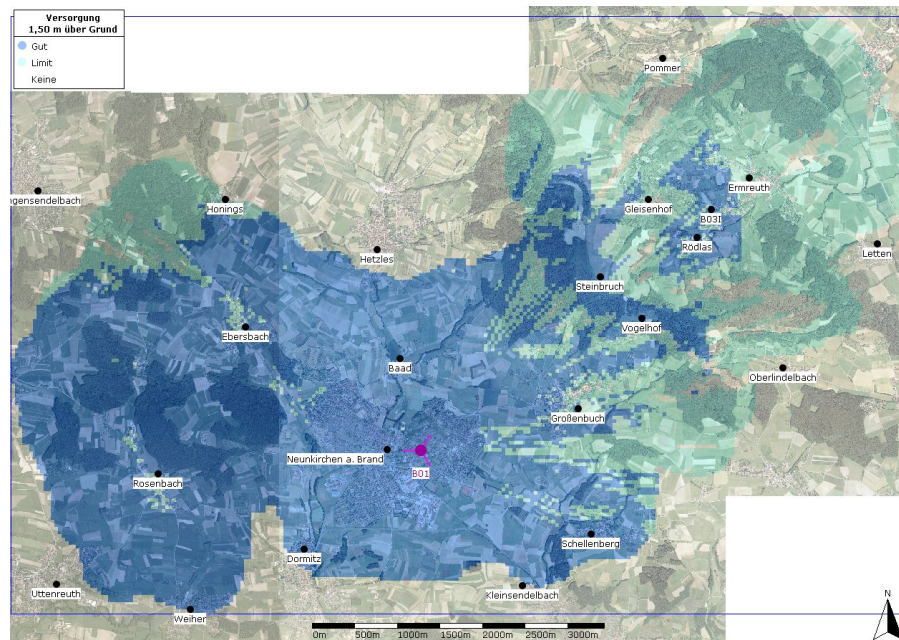 Versorgung
1,50 m über Grund
Gut
Limit
Keine
Pommer
Ermreuth
ngensendelbach
Honings
Gleisenhof
B03I
Rödlas
Letten
Hetzles
Steinbruch
Vogelhof
Ebersbach
Baad
Oberlindelbach
Großenbuch
Neunkirchen a. Brand
B01
Rosenbach
Schellenberg
Dormitz
Uttenreuth
Kleinsendelbach
Weiher
N
0m 500m 1000m 1500m 2000m 2500m 3000m